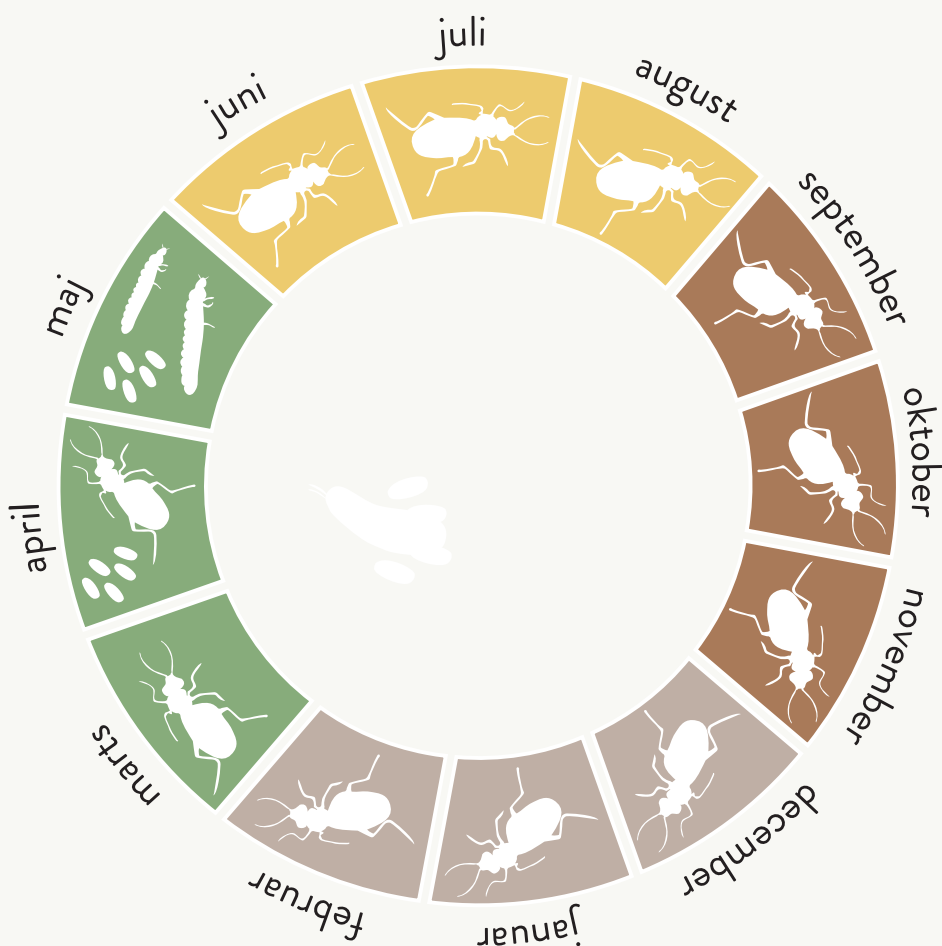 januar
februar
marts
april
maj
juni
juli
august
september
oktober
november
december